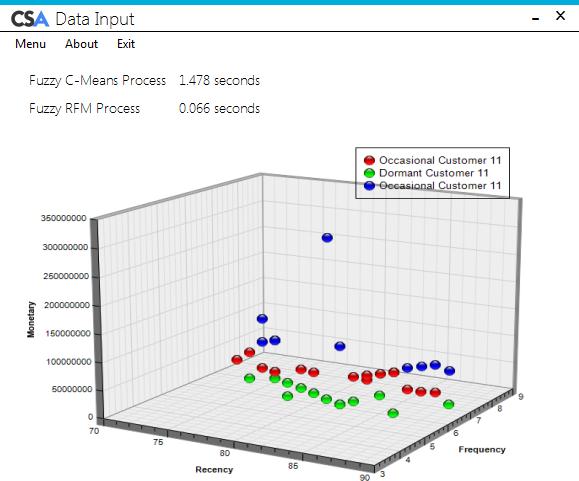 CSA Data Input
Menu About Exit
Fuzzy C-Means Process 1.478 seconds
Fuzzy RFM Process 0.066 seconds
Occasional Customer 11
Dormant Customer 11
Occasional Customer 11
350000000
300000000
250000000
200000000
150000000
100000000
50000000
0
Monetary
70
75
80
85
90
Recency
3
4
5
6
7
8
9
Frequency